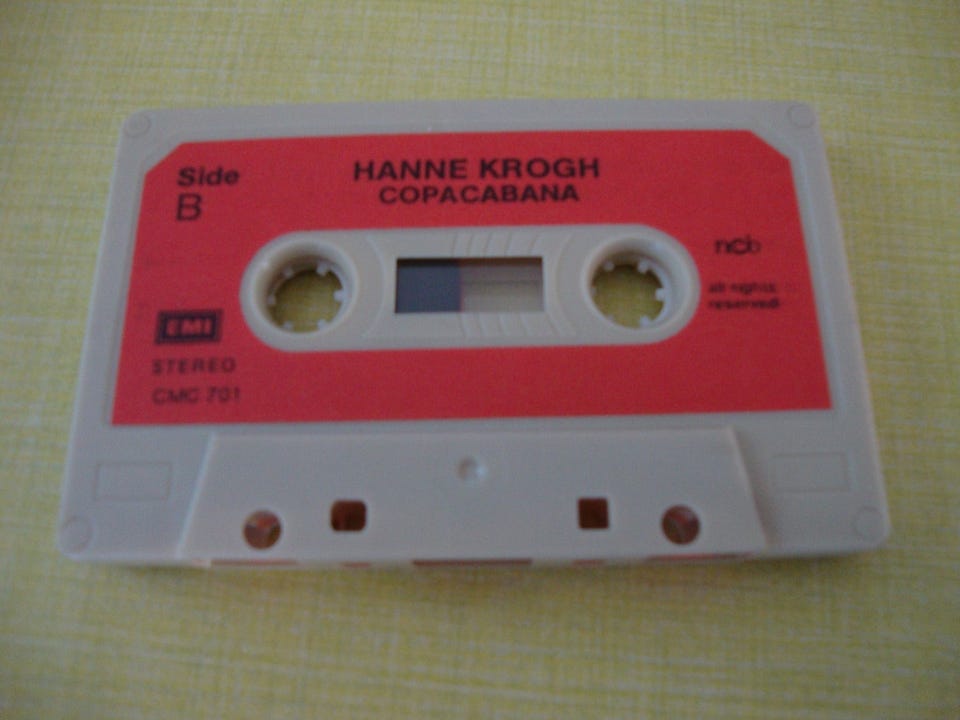 Side
B
HANNE KROGH
COPACABANA
ncb
all rights
reserved
EMI
STEREO
CMC 701